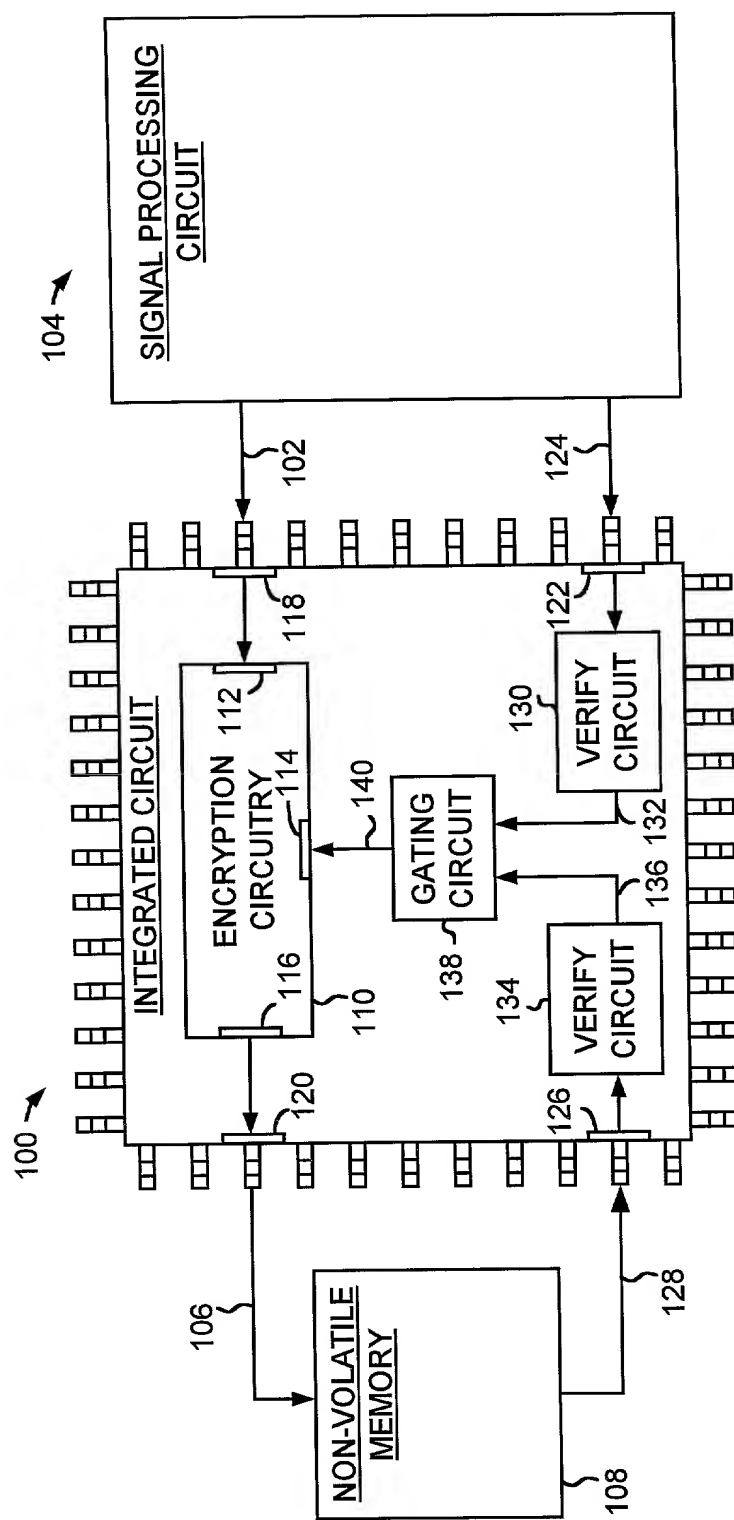 100
104
INTEGRATED CIRCUIT
SIGNAL PROCESSING
CIRCUIT
106
120
116
110
ENCRYPTION
CIRCUITRY
114
112
118
102
140
NON-VOLATILE
MEMORY
108
GATING
CIRCUIT
138
134
VERIFY
CIRCUIT
136
132
130
VERIFY
CIRCUIT
126
122
128
124